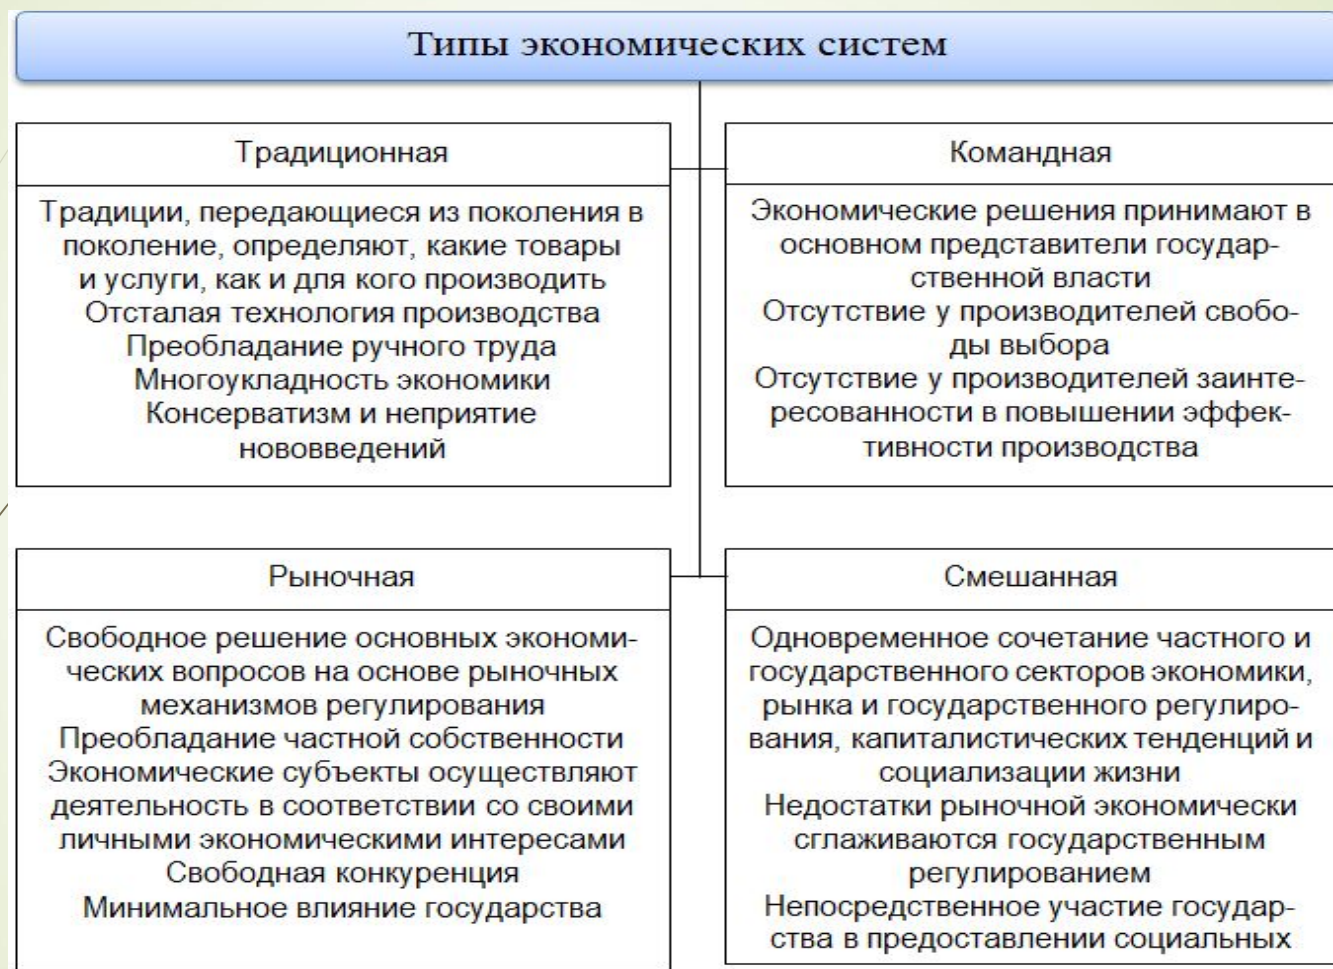 Типы экономических систем
Традиционная
Традиции, передающиеся из поколения в
поколение, определяют, какие товары
и услуги, как и для кого производить
Отсталая технология производства
Преобладание ручного труда
Многоукладность экономики
Консерватизм и неприятие
нововведений
Командная
Экономические решения принимают в
основном представители государ-
ственной власти
Отсутствие у производителей свобо-
ды выбора
Отсутствие у производителей заинте-
ресованности в повышении эффек-
тивности производства
Рыночная
Свободное решение основных экономи-
ческих вопросов на основе рыночных
механизмов регулирования
Преобладание частной собственности
Экономические субъекты осуществляют
деятельность в соответствии со своими
личными экономическими интересами
Свободная конкуренция
Минимальное влияние государства
Смешанная
Одновременное сочетание частного и
государственного секторов экономики,
рынка и государственного регулиро-
вания, капиталистических тенденций и
социализации жизни
Недостатки рыночной экономически
сглаживаются государственным
регулированием
Непосредственное участие государ-
ства в предоставлении социальных